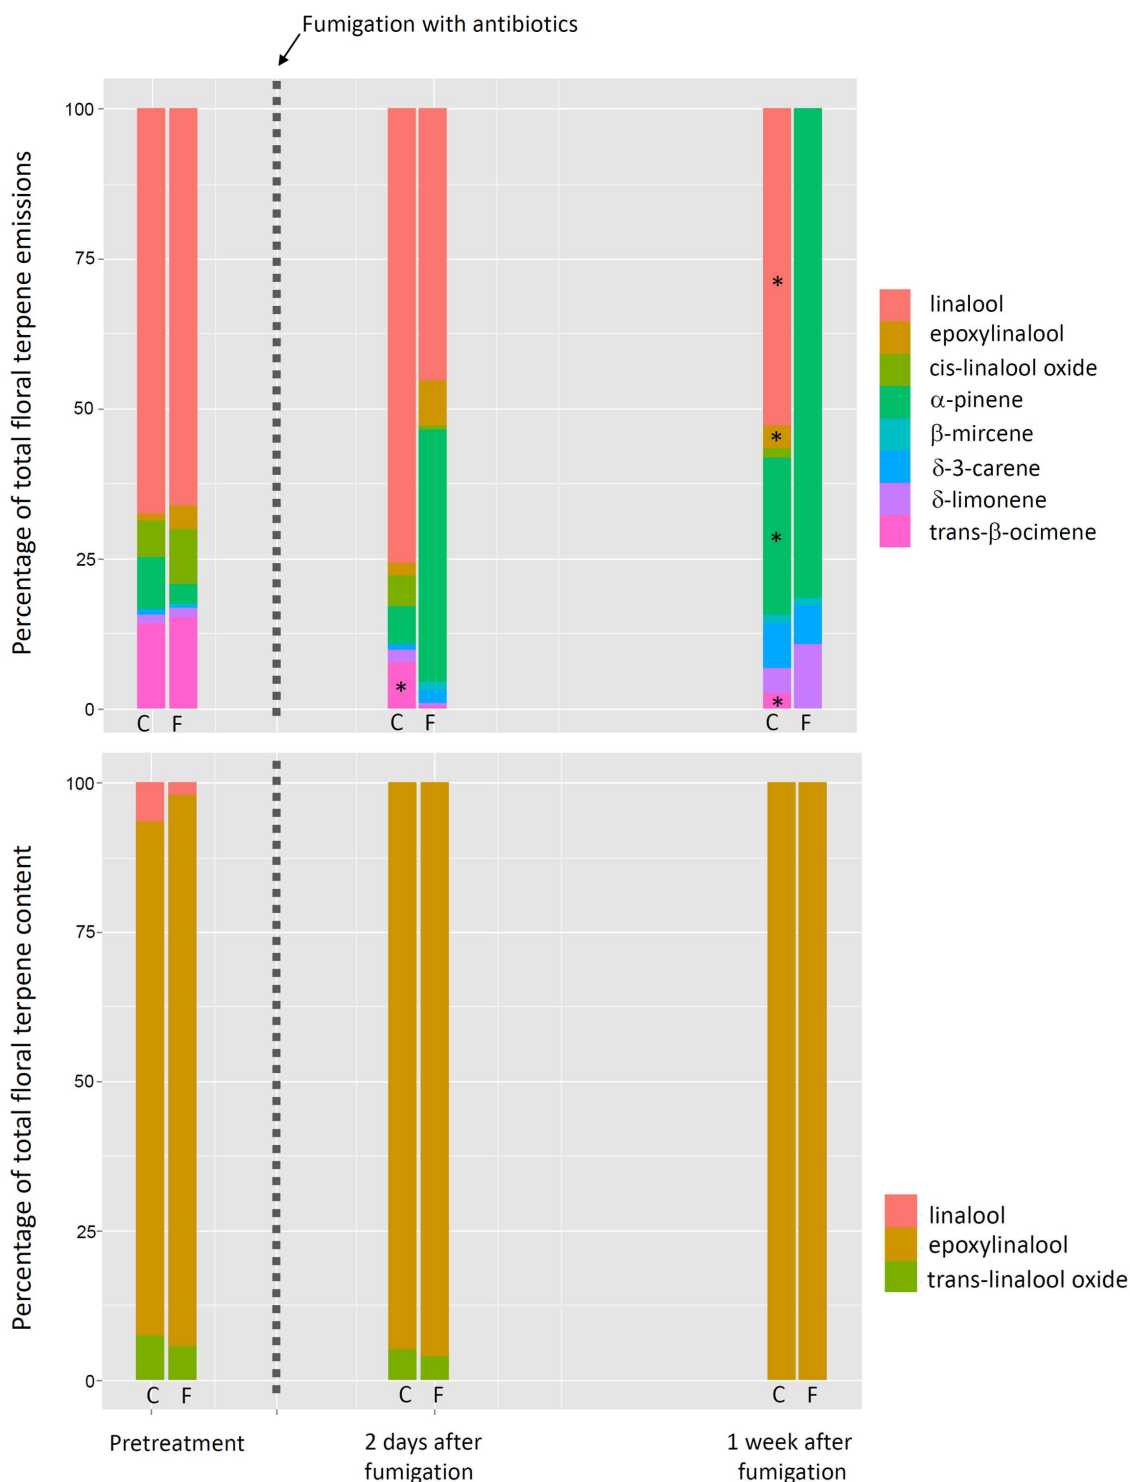 Fumigation with antibiotics
Percentage of total floral terpene emissions
100
75
50
25
0
*
*
*
*
*
C F
C F
C F
linalool
epoxylinalool
cis-linalool oxide
α-pinene
β-mircene
δ-3-carene
δ-limonene
trans-β-ocimene
Percentage of total floral terpene content
100
75
50
25
0
C F
C F
C F
linalool
epoxylinalool
trans-linalool oxide
Pretreatment
2 days after
fumigation
1 week after
fumigation